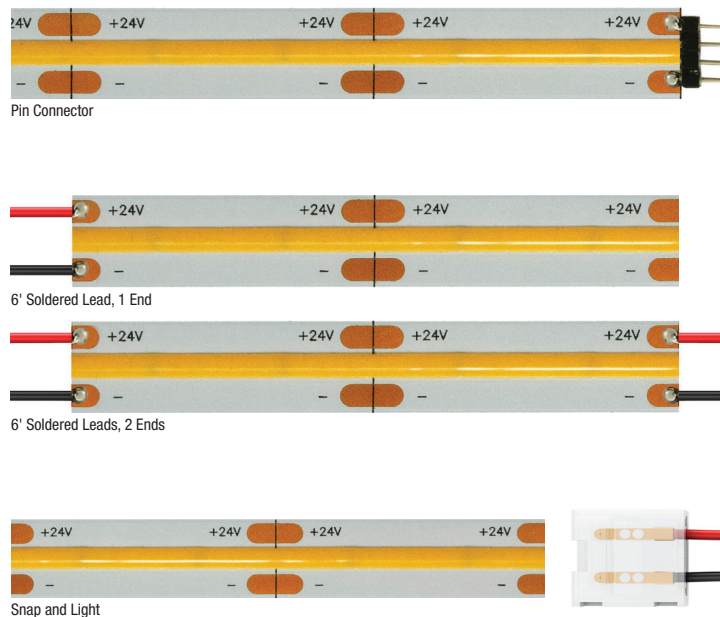 24V +24V +24V +24V +24V
- - - - -
Pin Connector
+24V +24V +24V +24V
- - - -
6' Soldered Lead, 1 End
+24V +24V +24V +24V
- - - -
6' Soldered Leads, 2 Ends
+24V +24V +24V +24V
- - - -
Snap and Light